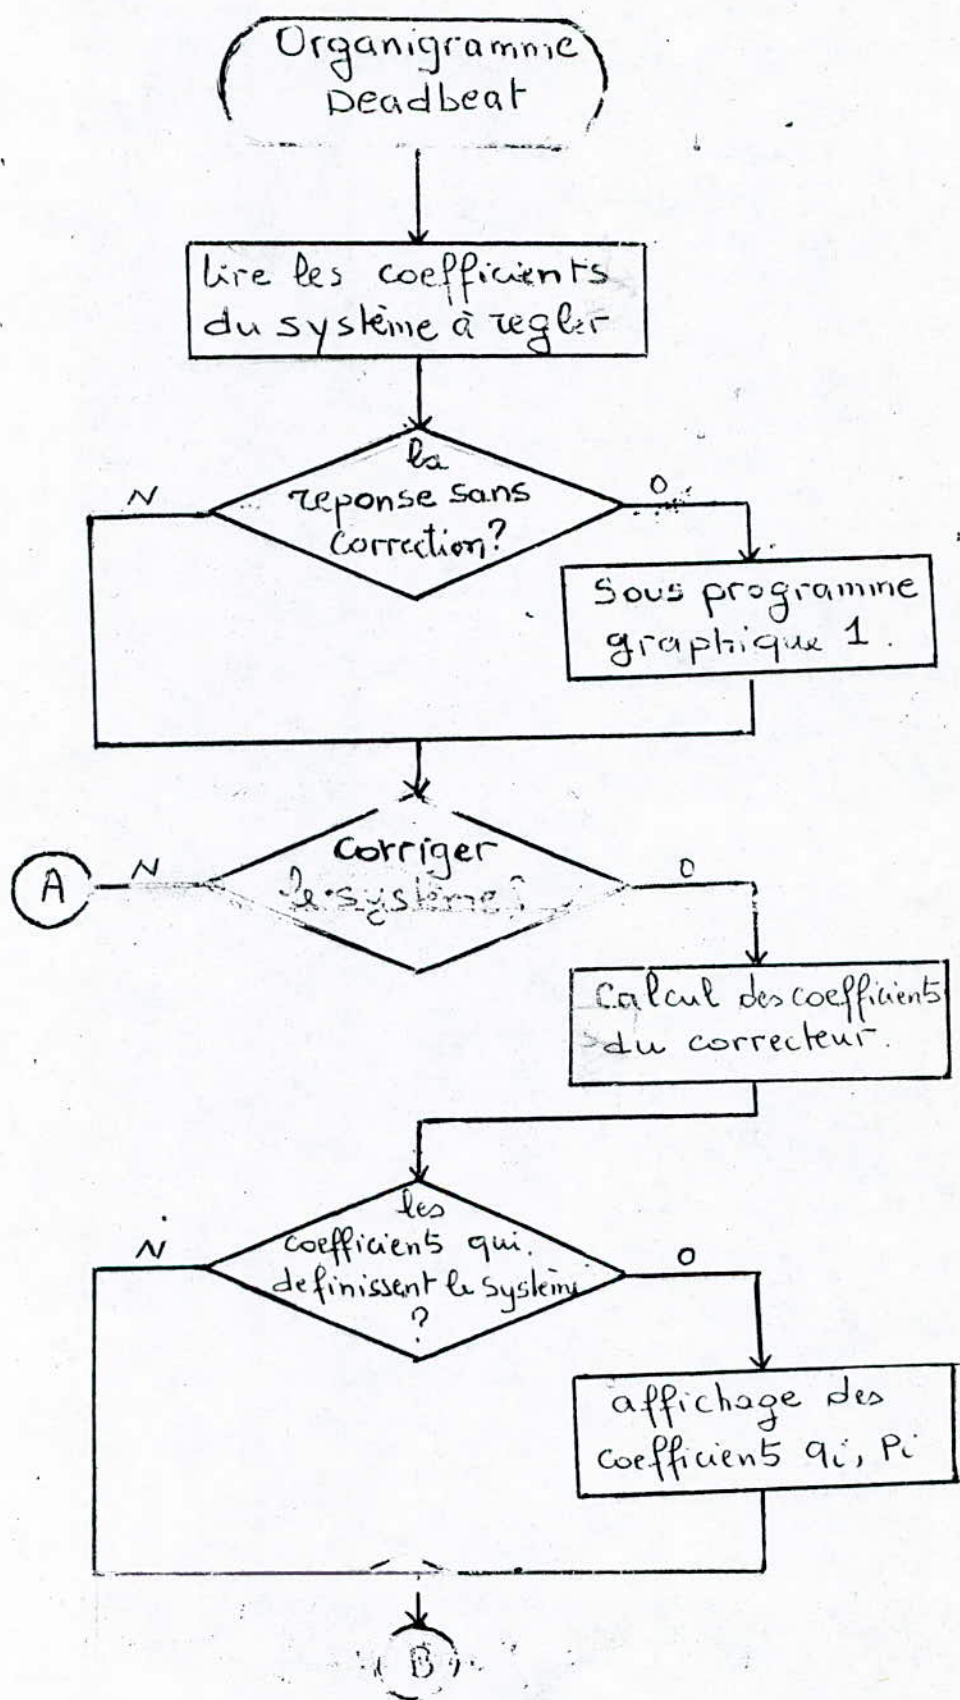 Organigramme
Deadbeat
lire les coefficients
du système à regler
la
reponse sans
correction?
N
O
Sous programme
graphique 1.
corriger
le système?
A
N
O
Calcul des coefficients
du correcteur.
les
coefficients qui
definissent le système
?
N
O
affichage des
coefficients qi, Pi
B